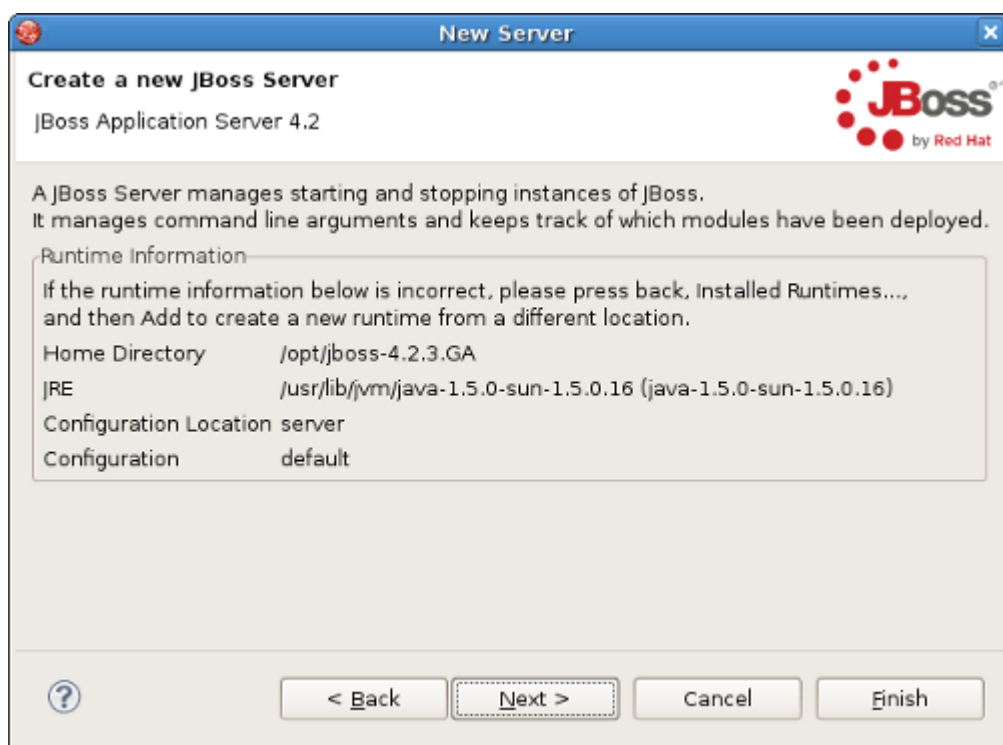 New Server
Create a new JBoss Server
JBoss Application Server 4.2
JBoss
by Red Hat
A JBoss Server manages starting and stopping instances of JBoss.
It manages command line arguments and keeps track of which modules have been deployed.
Runtime Information
If the runtime information below is incorrect, please press back, Installed Runtimes...,
and then Add to create a new runtime from a different location.
Home Directory /opt/jboss-4.2.3.GA
JRE /usr/lib/jvm/java-1.5.0-sun-1.5.0.16 (java-1.5.0-sun-1.5.0.16)
Configuration Location server
Configuration default
? < Back Next > Cancel Finish